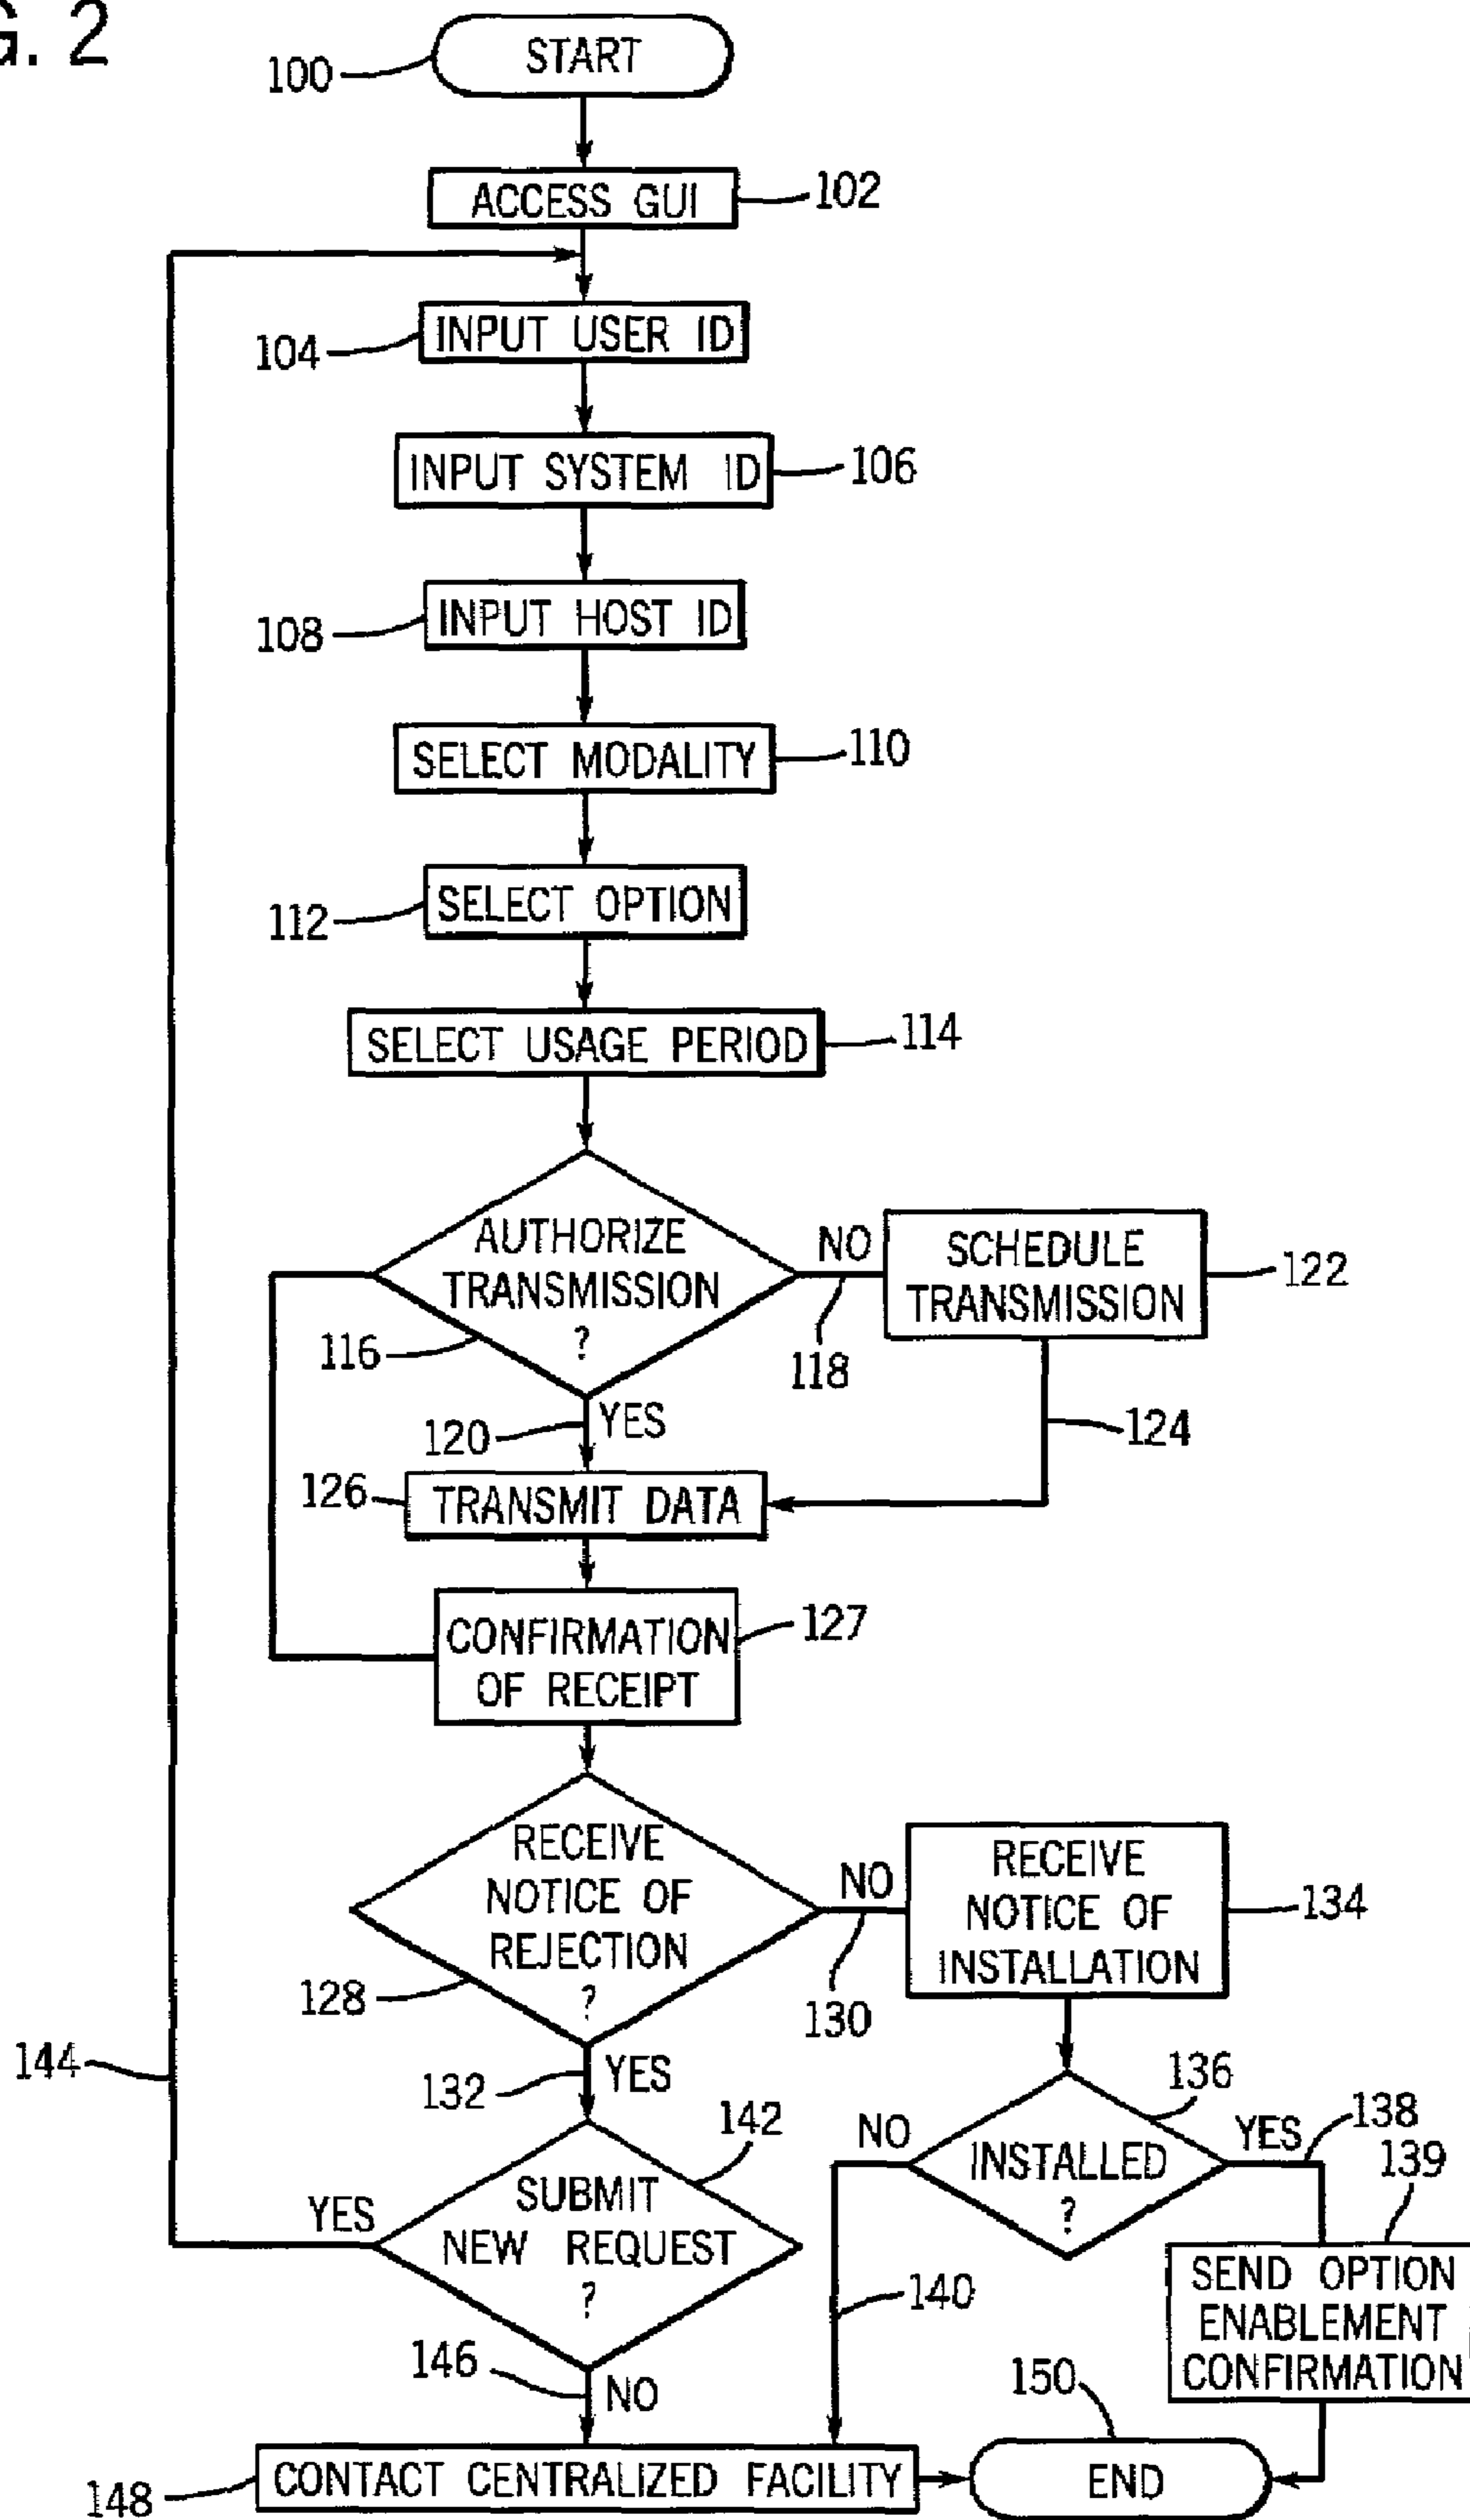 G. 2
START
100
ACCESS GUI
102
INPUT USER ID
104
INPUT SYSTEM ID
106
INPUT HOST ID
108
SELECT MODALITY
110
SELECT OPTION
112
SELECT USAGE PERIOD
114
AUTHORIZE
TRANSMISSION
?
116
NO
118
SCHEDULE
TRANSMISSION
122
120
YES
124
126
TRANSMIT DATA
CONFIRMATION
OF RECEIPT
127
RECEIVE
NOTICE OF
REJECTION
?
128
NO
130
RECEIVE
NOTICE OF
INSTALLATION
134
144
132
YES
136
142
NO
INSTALLED
?
YES
138
139
YES
SUBMIT
NEW REQUEST
?
140
SEND OPTION
ENABLEMENT
CONFIRMATION
146
NO
150
148
CONTACT CENTRALIZED FACILITY
END